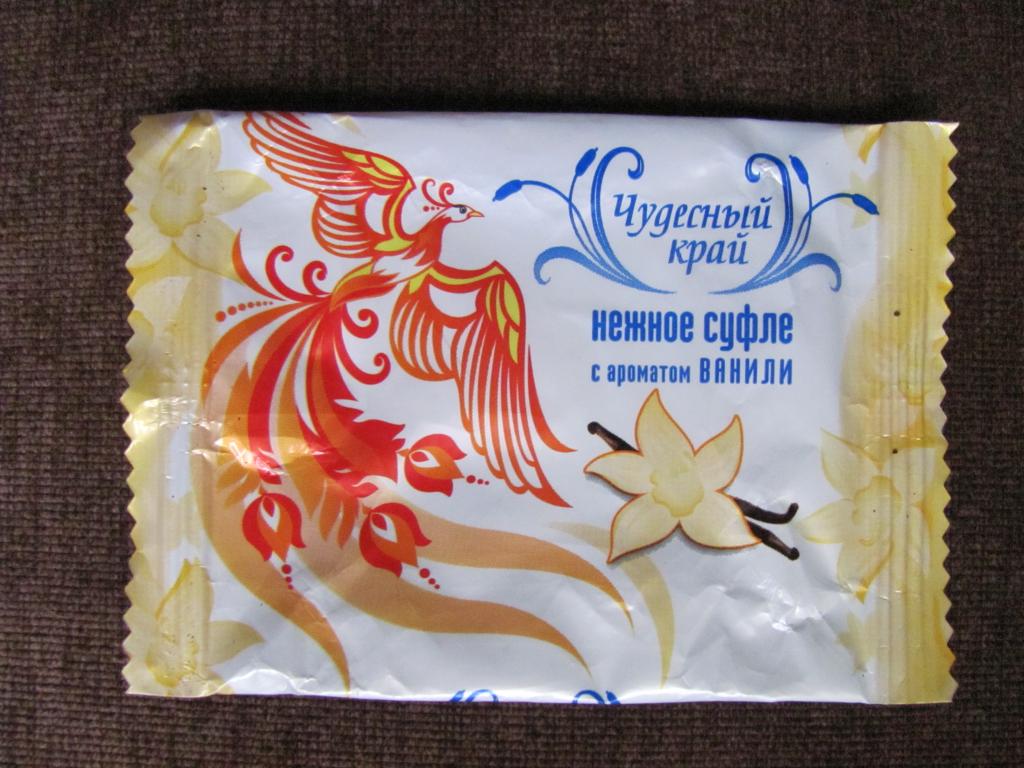 Чудесный
край
нежное суфле
с ароматом ВАНИЛИ